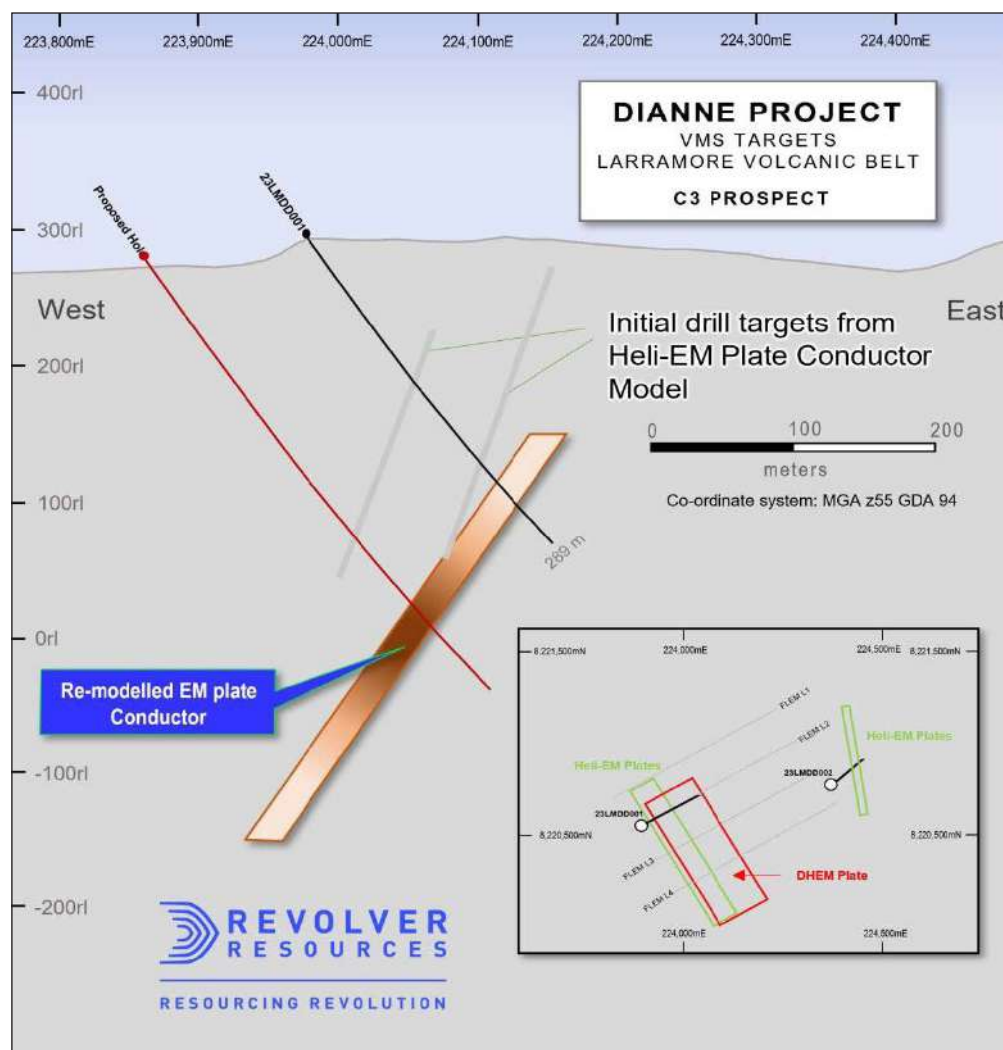 223,800mE 223,900mE 224,000mE 224,100mE 224,200mE 224,300mE 224,400mE
400rl
DIANNE PROJECT
VMS TARGETS
LARRAMORE VOLCANIC BELT
C3 PROSPECT
Proposed Hole
23LMDD001
300rl
West
East
Initial drill targets from
Heli-EM Plate Conductor
Model
200rl
0 100 200
meters
Co-ordinate system: MGA z55 GDA 94
100rl
289 m
0rl
Re-modelled EM plate
Conductor
-100rl
-200rl
224,000mE 224,500mE
8,221,500mN 8,221,500mN
FLEM L1
FLEM L2
Heli-EM Plates
Heli-EM Plates
23LMDD002
23LMDD001
8,220,500mN 8,220,500mN
FLEM L3
FLEM L4
DHEM Plate
224,000mE 224,500mE
REVOLVER
RESOURCES
RESOURCING REVOLUTION